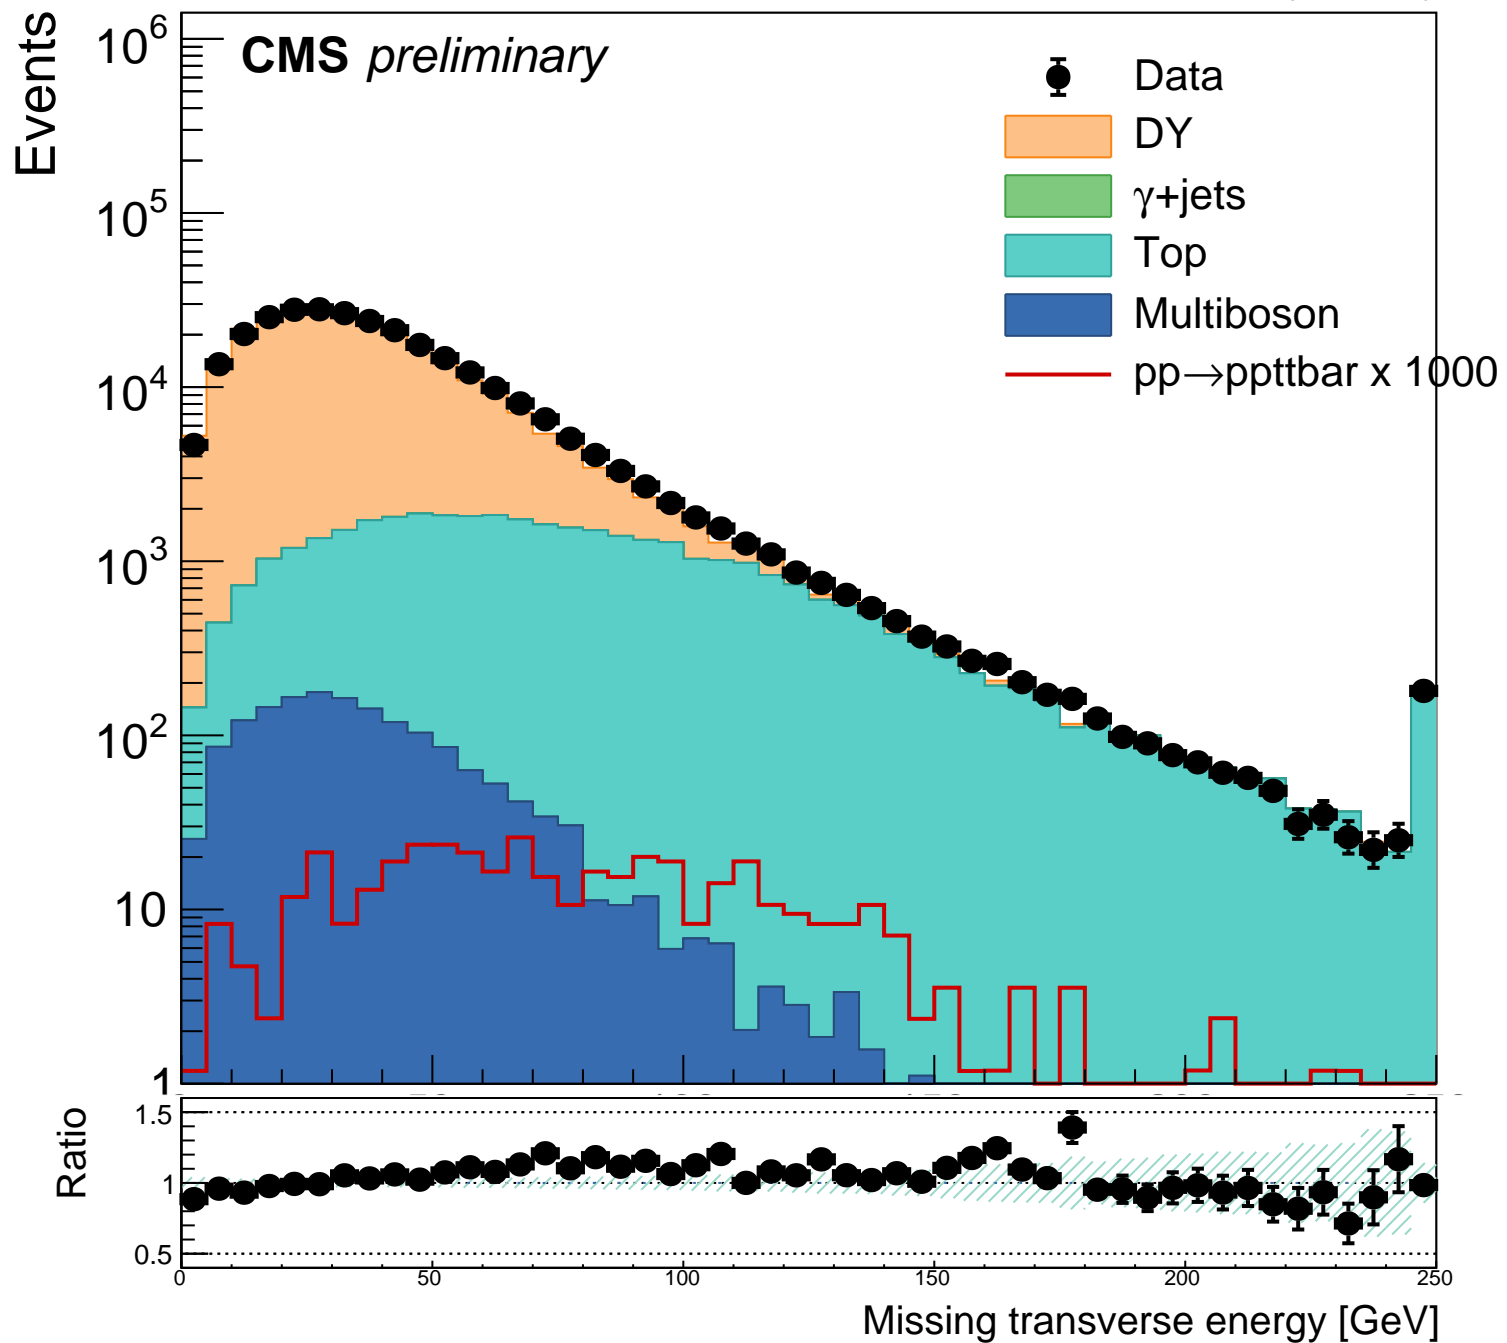 Events
CMS preliminary
10^6
10^5
10^4
10^3
10^2
10
1
Data
DY
γ+jets
Top
Multiboson
pp→ppttbar x 1000
Ratio
1.5
1
0.5
0 50 100 150 200 250
Missing transverse energy [GeV]